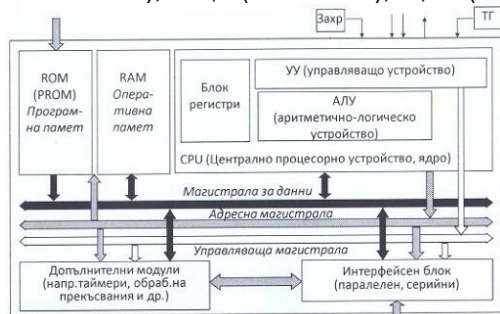 Захр
ТГ
ROM
(PROM)
Програм-
на памет
RAM
Опера-
тивна
памет
Блок
регистри
УУ (управляващо устройство)
АЛУ
(аритметично-логическо
устройство)
CPU (Централно процесорно устройство, ядро)
Магистрала за данни
Адресна магистрала
Управляваща магистрала
Допълнителни модули
(напр.таймери, обраб.на
прекъсвания и др.)
Интерфейсен блок
(паралелен, серийни)